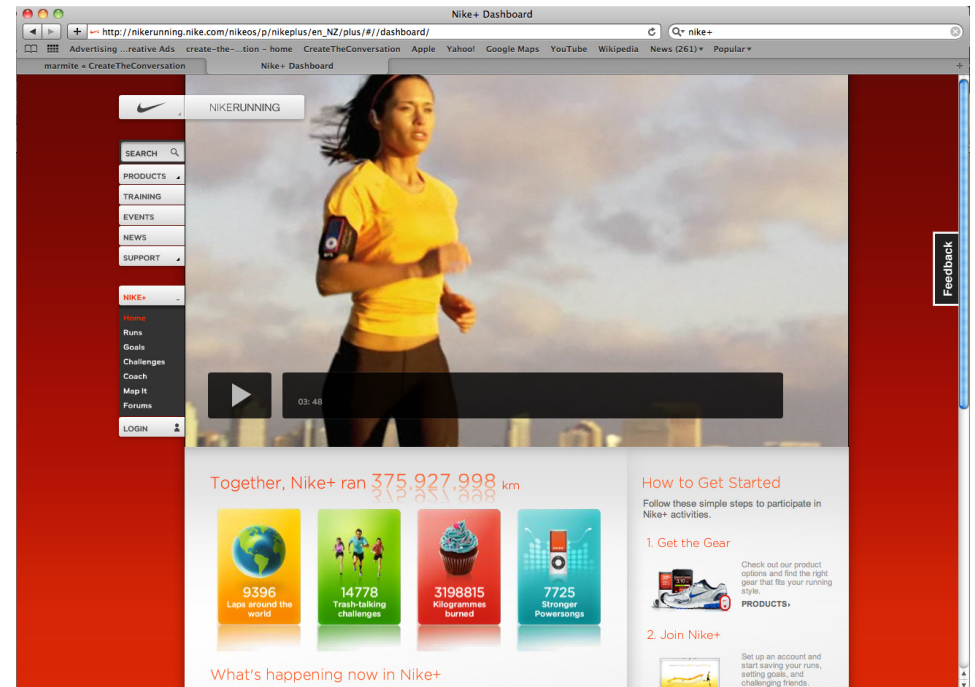 Nike+ Dashboard
http://nikerunning.nike.com/nikeos/p/nikeplus/en_NZ/plus/#//dashboard/
nike+
Advertising ...reative Ads create-the-...tion - home CreateTheConversation Apple Yahoo! Google Maps YouTube Wikipedia News (261) Popular
marmite « CreateTheConversation
Nike+ Dashboard
NIKERUNNING
SEARCH
PRODUCTS
TRAINING
EVENTS
NEWS
SUPPORT
NIKE+
Home
Runs
Goals
Challenges
Coach
Map It
Forums
LOGIN
Feedback
03: 48
Together, Nike+ ran 375,927,998 km
9396
Laps around the
world
14778
Trash-talking
challenges
3198815
Kilogrammes
burned
7725
Stronger
Powersongs
What's happening now in Nike+
How to Get Started
Follow these simple steps to participate in
Nike+ activities.
1. Get the Gear
Check out our product
options and find the right
gear that fits your running
style.
PRODUCTS›
2. Join Nike+
Set up an account and
start saving your runs,
setting goals, and
challenging friends.